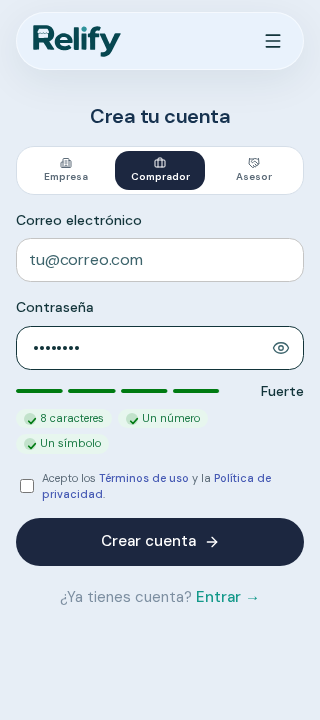 Relify
Crea tu cuenta
Empresa
Comprador
Asesor
Correo electrónico
tu@correo.com
Contraseña
••••••••
Fuerte
8 caracteres
Un número
Un símbolo
Acepto los Términos de uso y la Política de
privacidad.
Crear cuenta →
¿Ya tienes cuenta? Entrar →